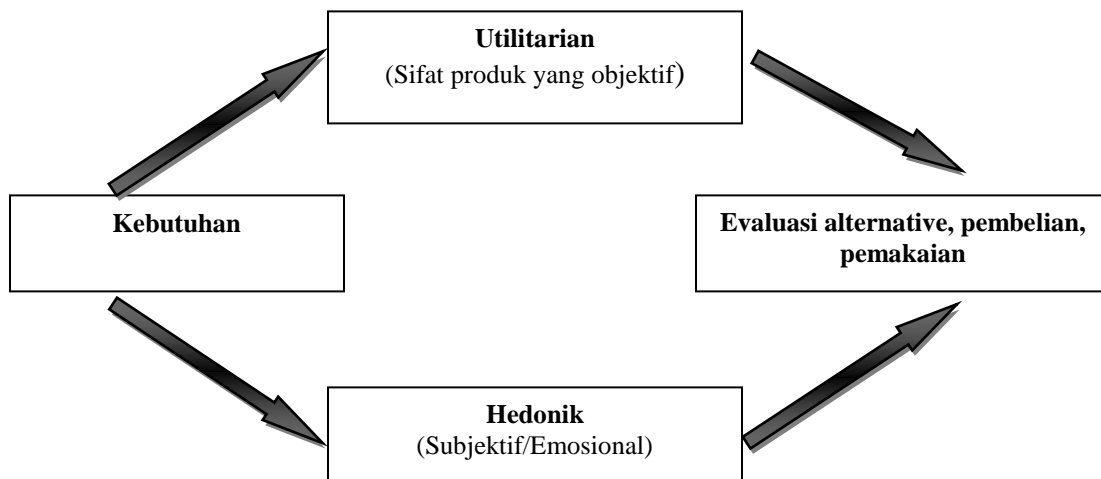 Utilitarian
(Sifat produk yang objektif)
Kebutuhan
Evaluasi alternative, pembelian,
pemakaian
Hedonik
(Subjektif/Emosional)